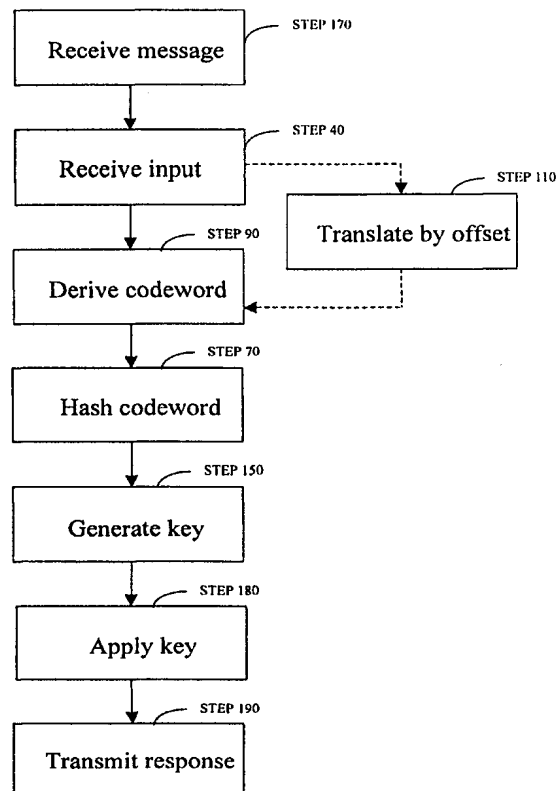 STEP 170
Receive message
STEP 40
Receive input
STEP 110
Translate by offset
STEP 90
Derive codeword
STEP 70
Hash codeword
STEP 150
Generate key
STEP 180
Apply key
STEP 190
Transmit response